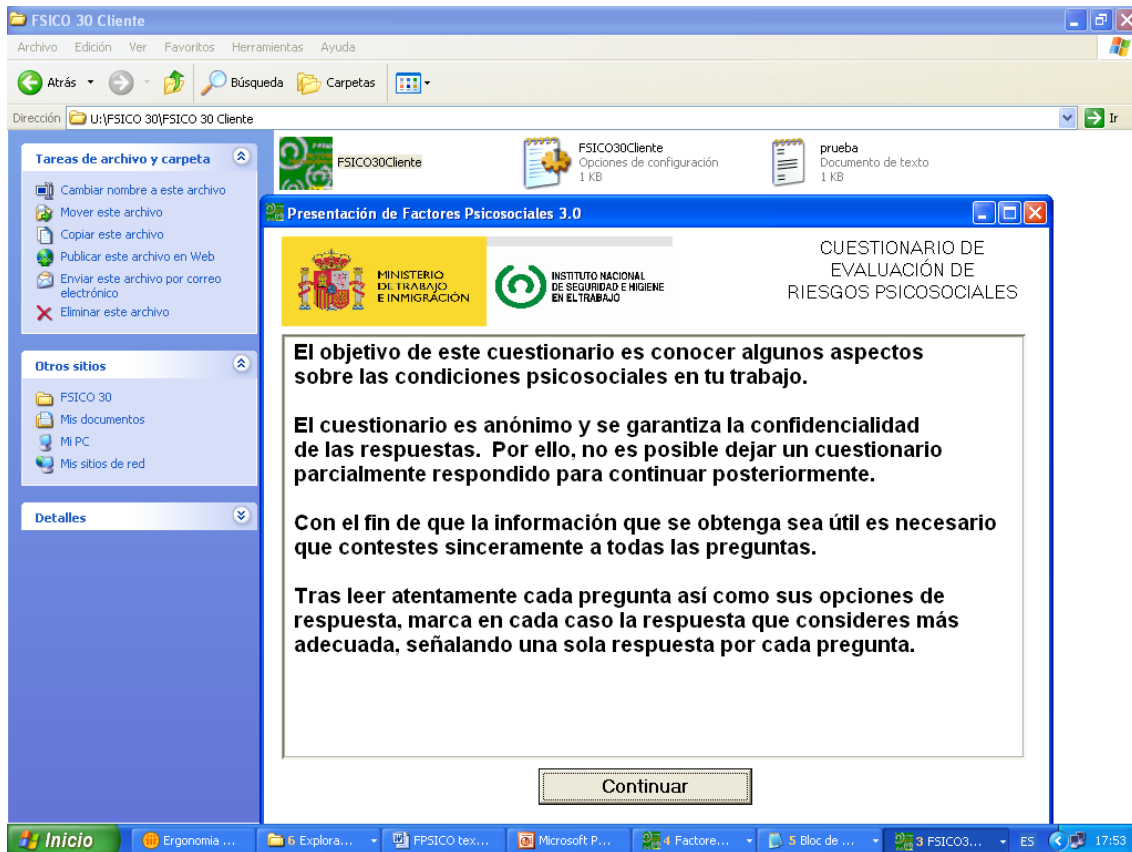 FSICO 30 Cliente
Archivo Edición Ver Favoritos Herramientas Ayuda
Atrás Búsqueda Carpetas
Dirección U:\FSICO 30\FSICO 30 Cliente Ir
Tareas de archivo y carpeta
Cambiar nombre a este archivo
Mover este archivo
Copiar este archivo
Publicar este archivo en Web
Enviar este archivo por correo
electrónico
Eliminar este archivo
Otros sitios
FSICO 30
Mis documentos
Mi PC
Mis sitios de red
Detalles
FSICO30Cliente
FSICO30Cliente
Opciones de configuración
1 KB
prueba
Documento de texto
1 KB
Presentación de Factores Psicosociales 3.0
MINISTERIO
DE TRABAJO
E INMIGRACIÓN
INSTITUTO NACIONAL
DE SEGURIDAD E HIGIENE
EN EL TRABAJO
CUESTIONARIO DE
EVALUACIÓN DE
RIESGOS PSICOSOCIALES
El objetivo de este cuestionario es conocer algunos aspectos
sobre las condiciones psicosociales en tu trabajo.
El cuestionario es anónimo y se garantiza la confidencialidad
de las respuestas. Por ello, no es posible dejar un cuestionario
parcialmente respondido para continuar posteriormente.
Con el fin de que la información que se obtenga sea útil es necesario
que contestes sinceramente a todas las preguntas.
Tras leer atentamente cada pregunta así como sus opciones de
respuesta, marca en cada caso la respuesta que consideres más
adecuada, señalando una sola respuesta por cada pregunta.
Continuar
Inicio Ergonomia ... 6 Explora... FPSICO tex... Microsoft P... 4 Factore... 5 Bloc de ... 3 FSICO3... ES 17:53